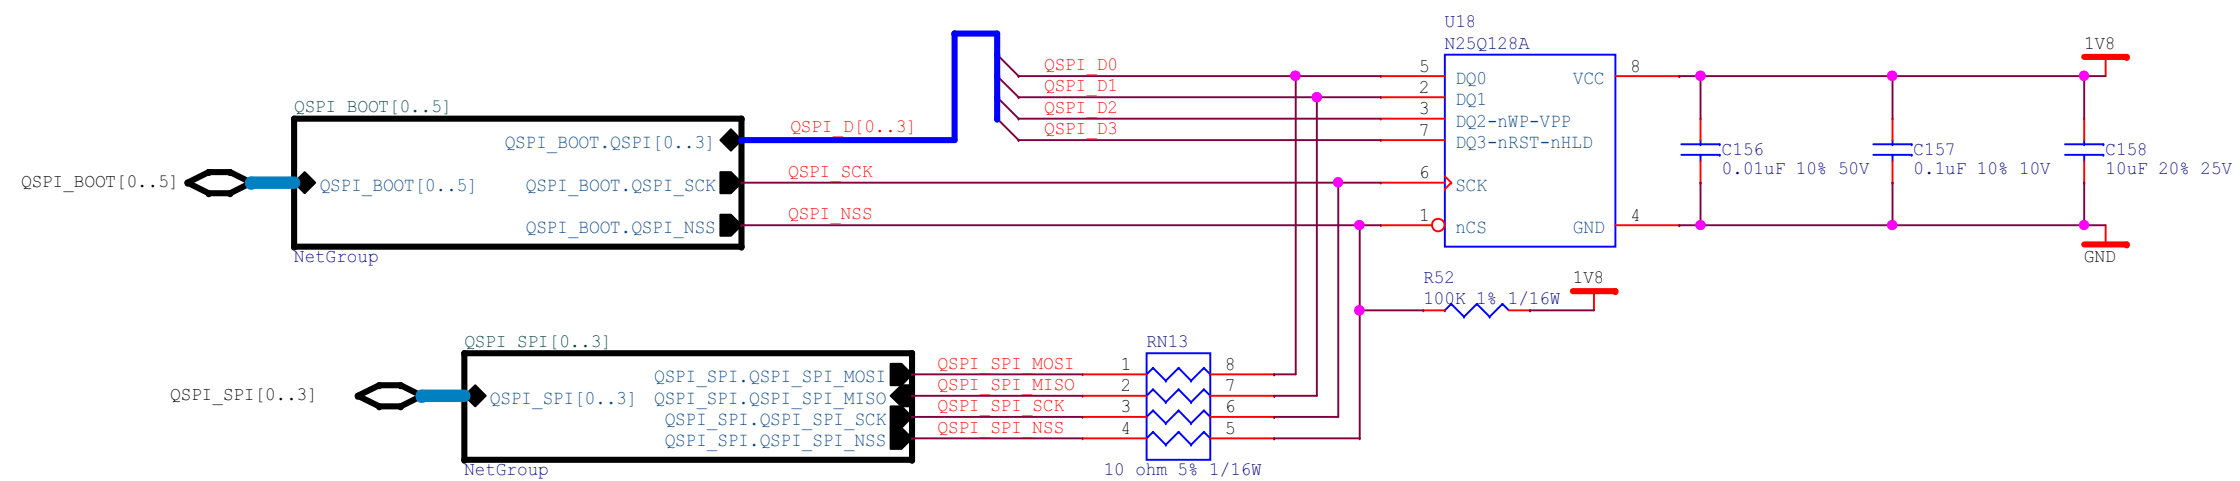 U18
N25Q128A
1V8
QSPI_D0
5
DQ0
VCC
8
QSPI_D1
2
DQ1
QSPI_D2
3
DQ2-nWP-VPP
QSPI_D3
7
DQ3-nRST-nHLD
QSPI_BOOT[0..5]
QSPI_BOOT.QSPI[0..3]
QSPI_D[0..3]
C156
0.01uF 10% 50V
C157
0.1uF 10% 10V
C158
10uF 20% 25V
QSPI_BOOT[0..5]
QSPI_BOOT[0..5]
QSPI_BOOT.QSPI_SCK
QSPI_SCK
6
SCK
QSPI_BOOT.QSPI_NSS
QSPI_NSS
1
nCS
GND
4
NetGroup
GND
R52
100K 1% 1/16W
1V8
QSPI_SPI[0..3]
RN13
QSPI_SPI.QSPI_SPI_MOSI
QSPI_SPI_MOSI
1
8
QSPI_SPI[0..3]
QSPI_SPI[0..3]
QSPI_SPI.QSPI_SPI_MISO
QSPI_SPI_MISO
2
7
QSPI_SPI.QSPI_SPI_SCK
QSPI_SPI_SCK
3
6
QSPI_SPI.QSPI_SPI_NSS
QSPI_SPI_NSS
4
5
NetGroup
10 ohm 5% 1/16W